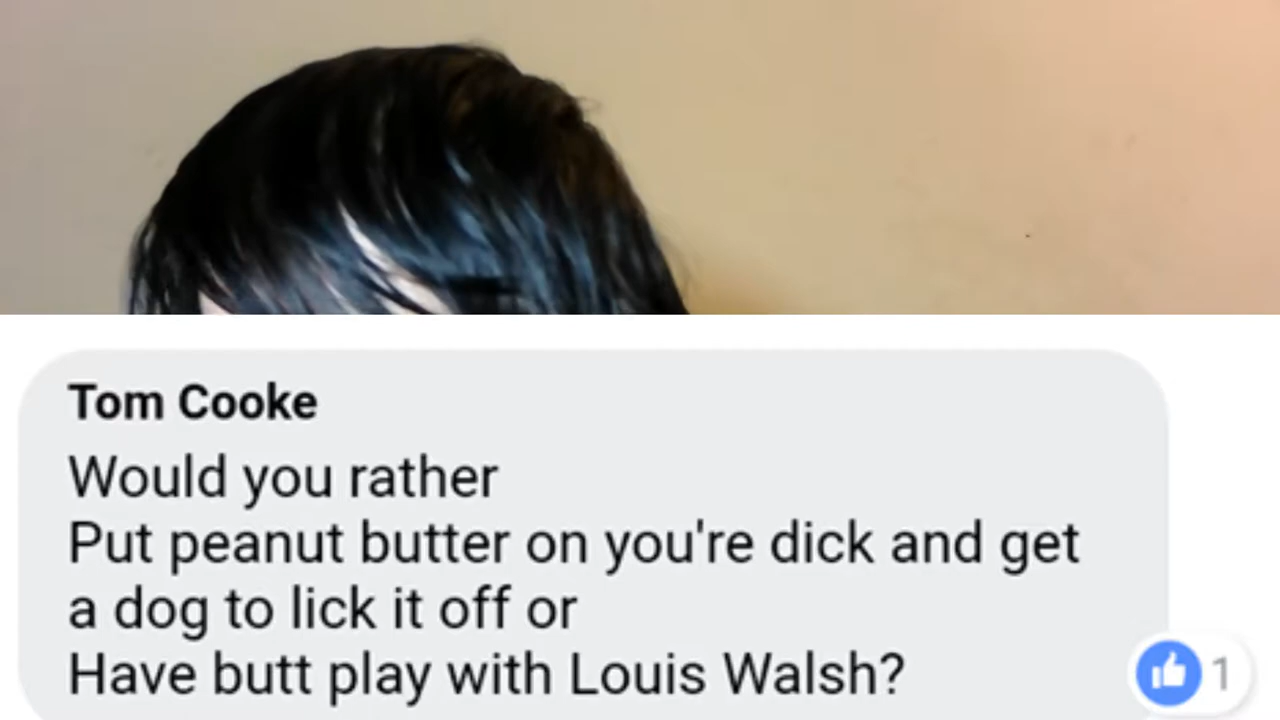 Tom Cooke
Would you rather
Put peanut butter on you're dick and get
a dog to lick it off or
Have butt play with Louis Walsh?
1